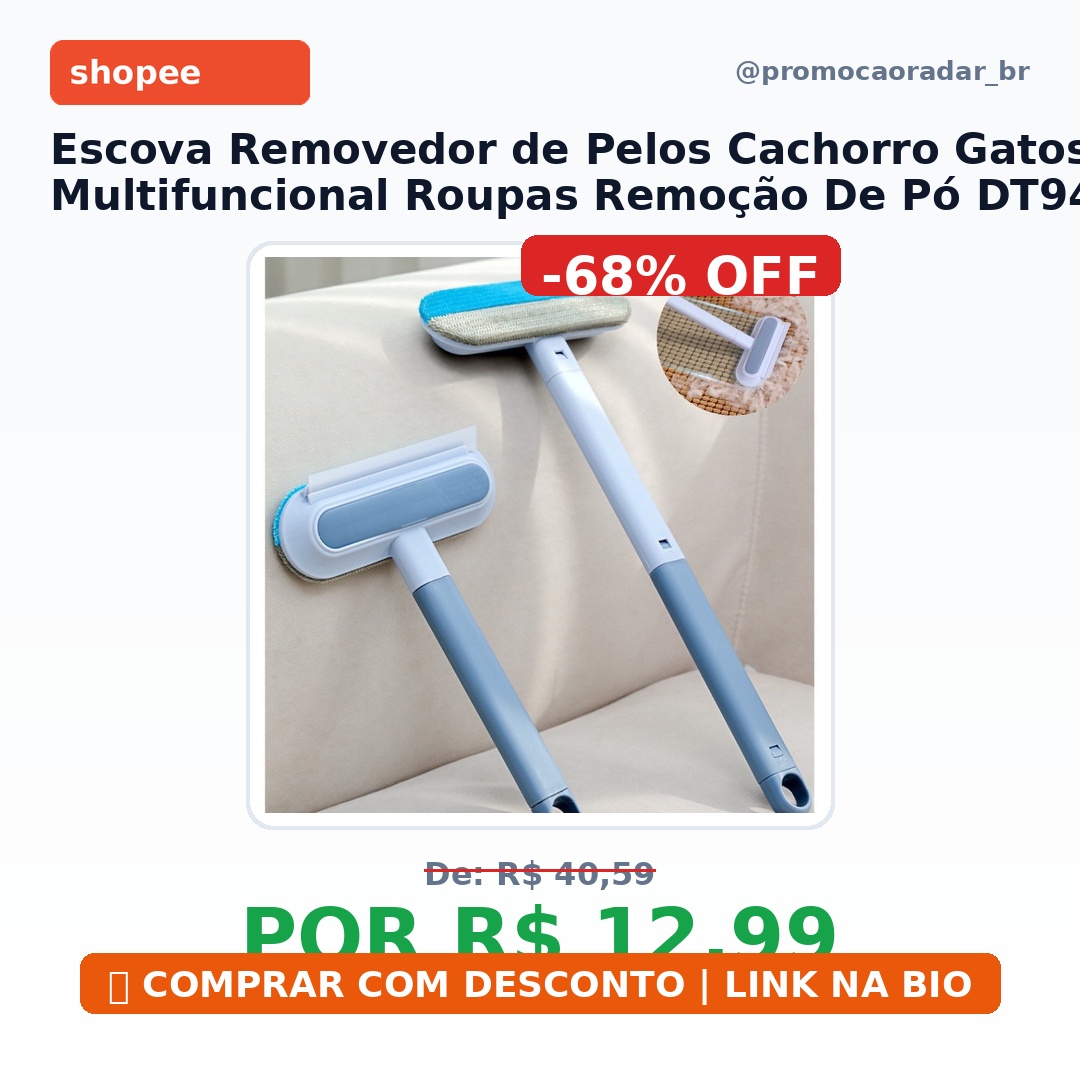 shopee
@promocaoradar_br
Escova Removedor de Pelos Cachorro Gatos
Multifuncional Roupas Remoção De Pó DT94
-68% OFF
De: R$ 40,59
POR R$ 12,99
COMPRAR COM DESCONTO | LINK NA BIO